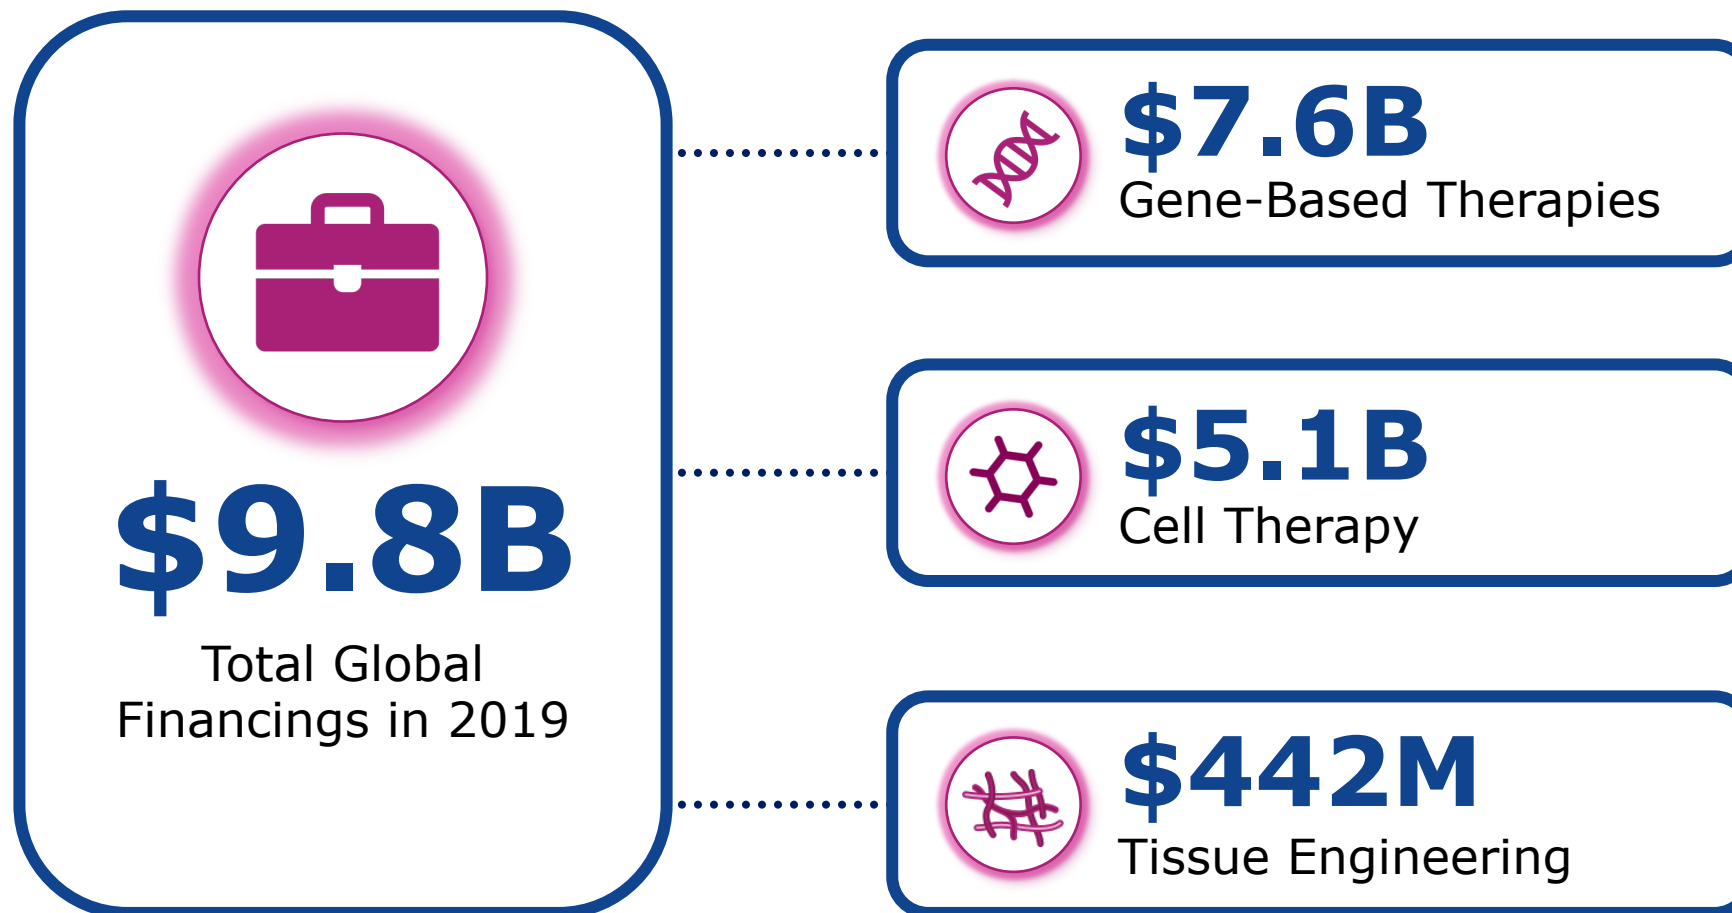 $9.8B
Total Global
Financings in 2019
$7.6B
Gene-Based Therapies
$5.1B
Cell Therapy
$442M
Tissue Engineering